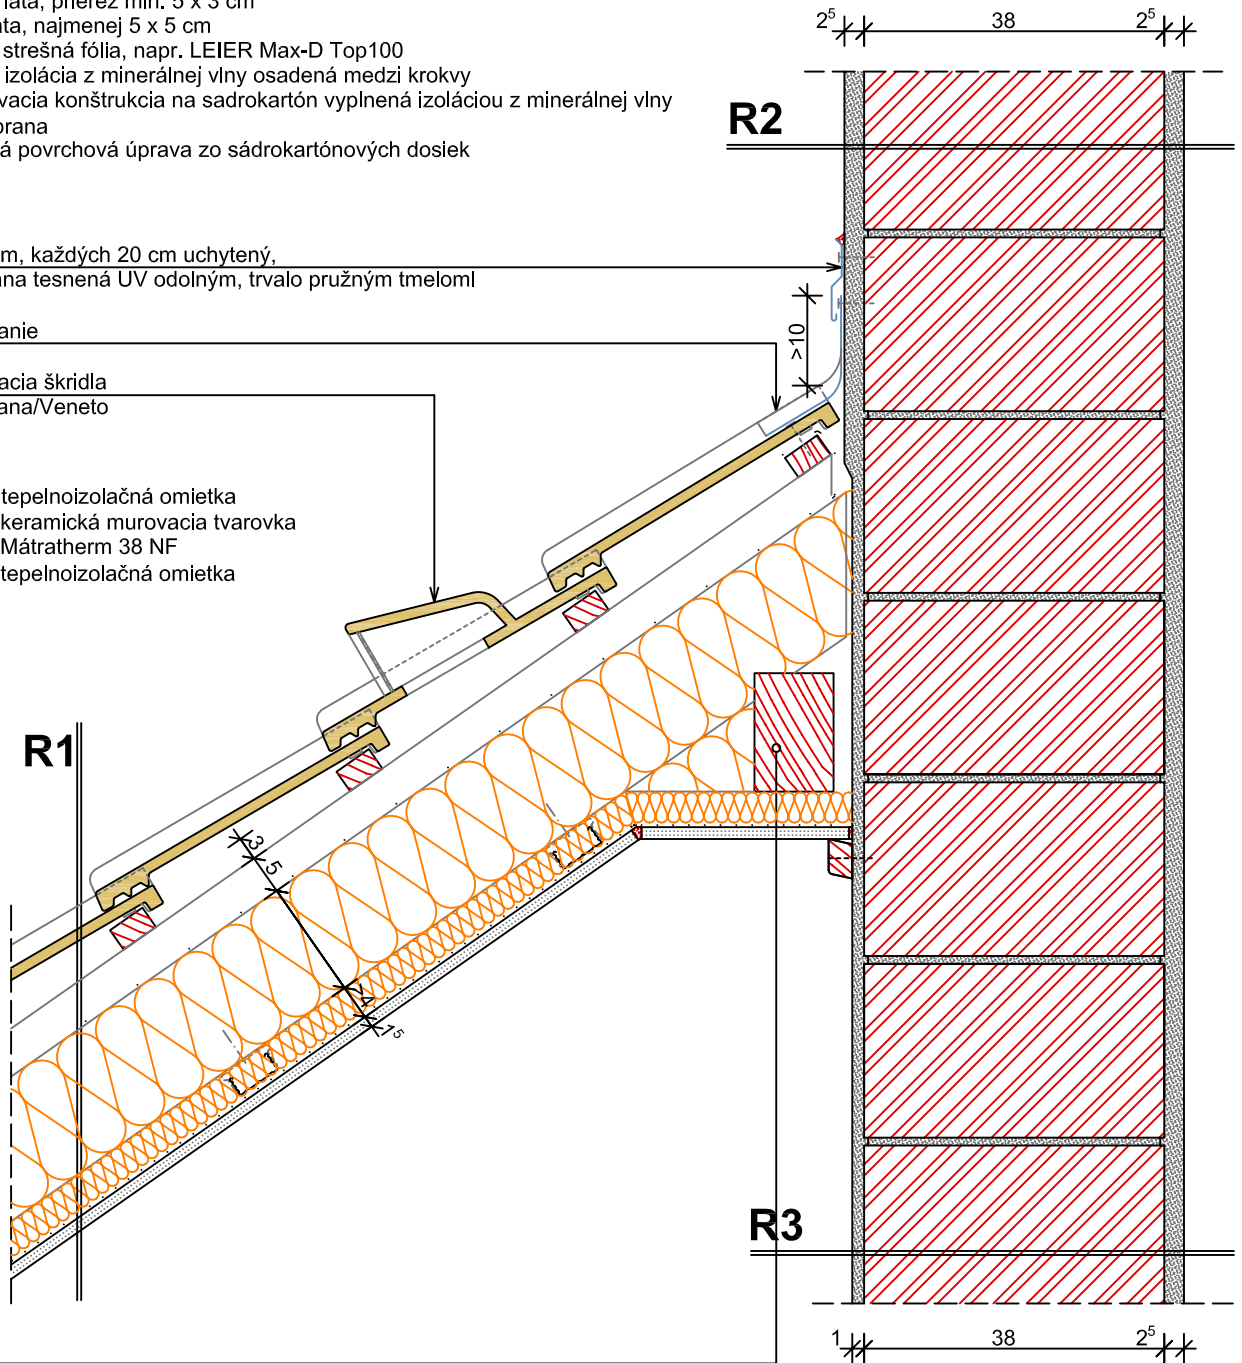 lata, prierez min. 5 x 3 cm
ata, najmenej 5 x 5 cm
strešná fólia, napr. LEIER Max-D Top100
izolácia z minerálnej vlny osadená medzi krokvy
vacia konštrukcia na sadrokartón vyplnená izoláciou z minerálnej vlny
orana
á povrchová úprava zo sádrokartónových dosiek
m, každých 20 cm uchytený,
ana tesnená UV odolným, trvalo pružným tmeloml
anie
acia škridla
ana/Veneto
tepelnoizolačná omietka
keramická murovacia tvarovka
Mátratherm 38 NF
tepelnoizolačná omietka
2⁵ 38 2⁵
R2
>10
R1
3 5
4
1⁵
R3
1 38 2⁵